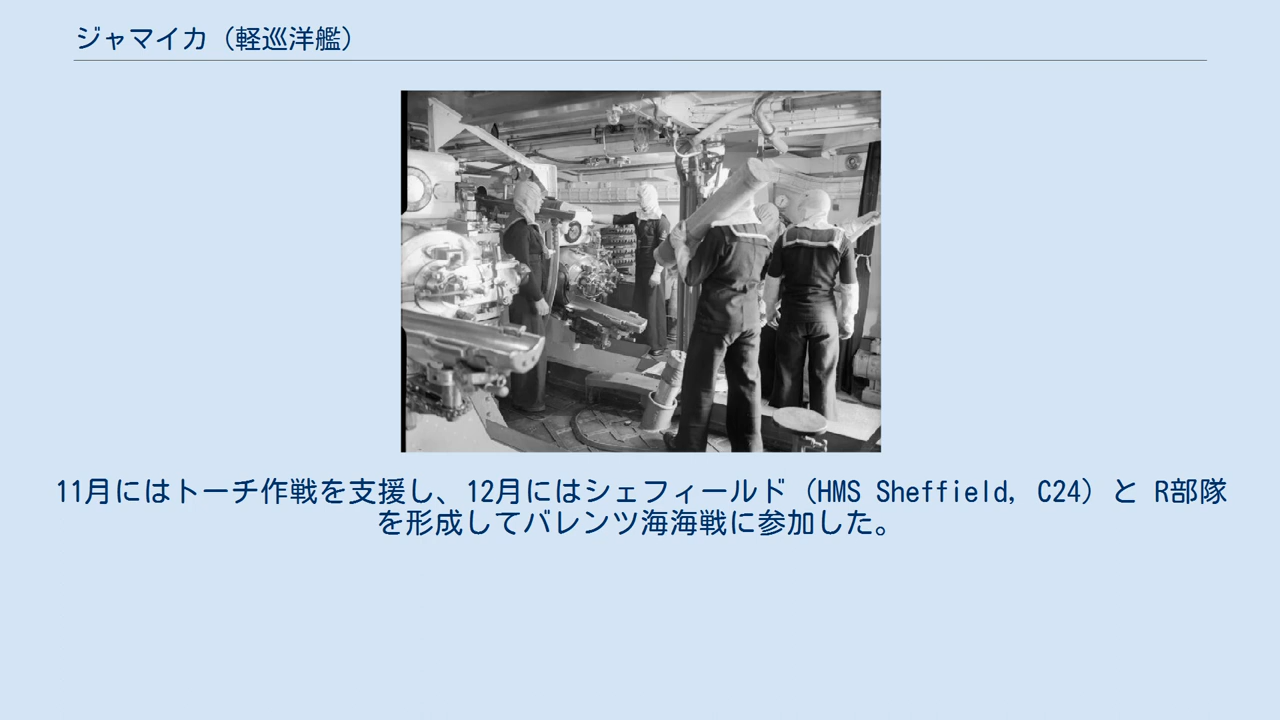 ジャマイカ（軽巡洋艦）
11月にはトーチ作戦を支援し、12月にはシェフィールド（HMS Sheffield, C24）と R部隊
を形成してバレンツ海海戦に参加した。